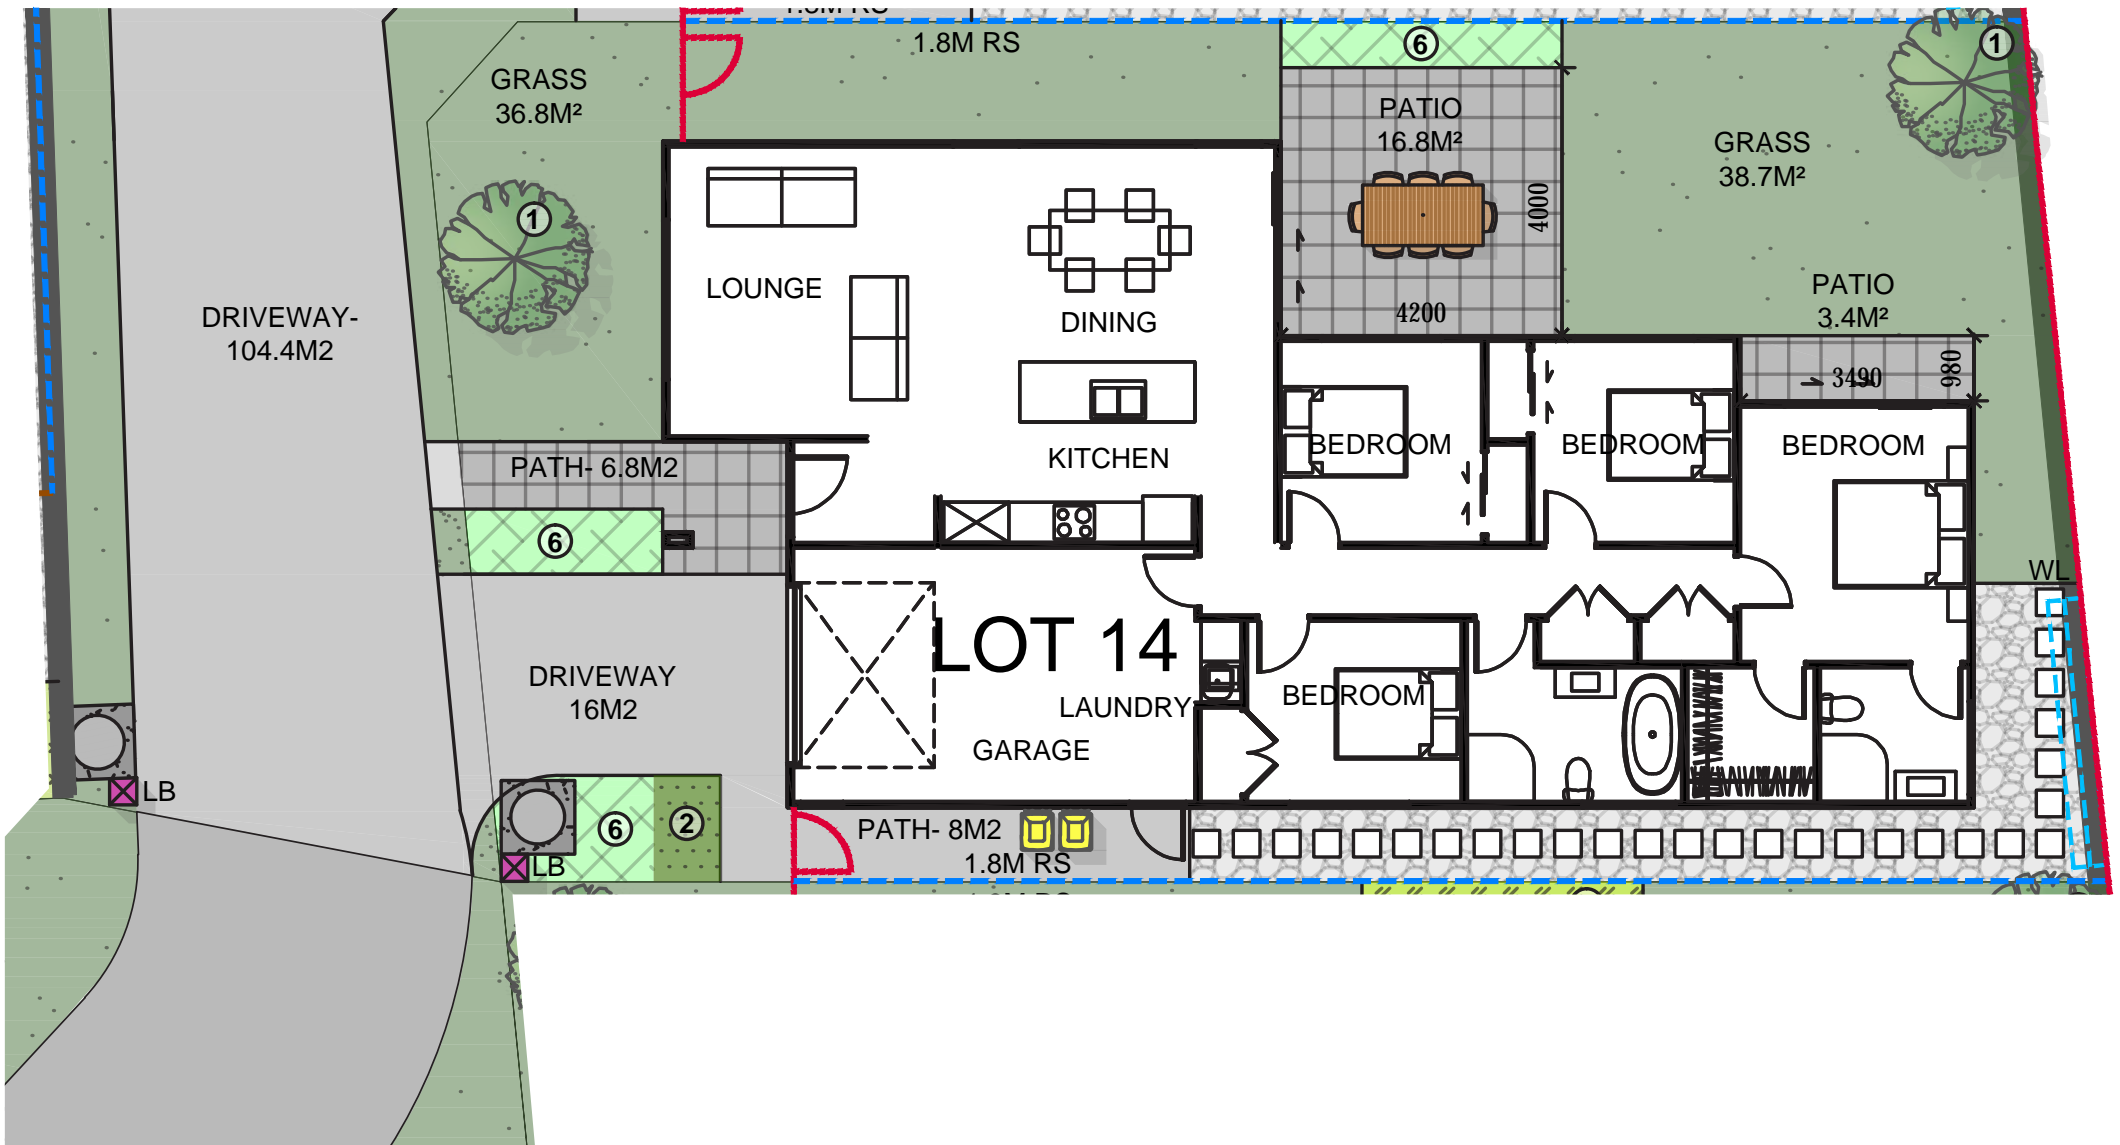 1.8M RS
6
1
GRASS
36.8M²
PATIO
16.8M²
GRASS
38.7M²
1
4000
LOUNGE
DINING
4200
PATIO
3.4M²
DRIVEWAY-
104.4M2
3490
980
PATH- 6.8M2
KITCHEN
BEDROOM
BEDROOM
BEDROOM
6
WL
LOT 14
DRIVEWAY
16M2
LAUNDRY
BEDROOM
GARAGE
LB
6
2
PATH- 8M2
1.8M RS
LB